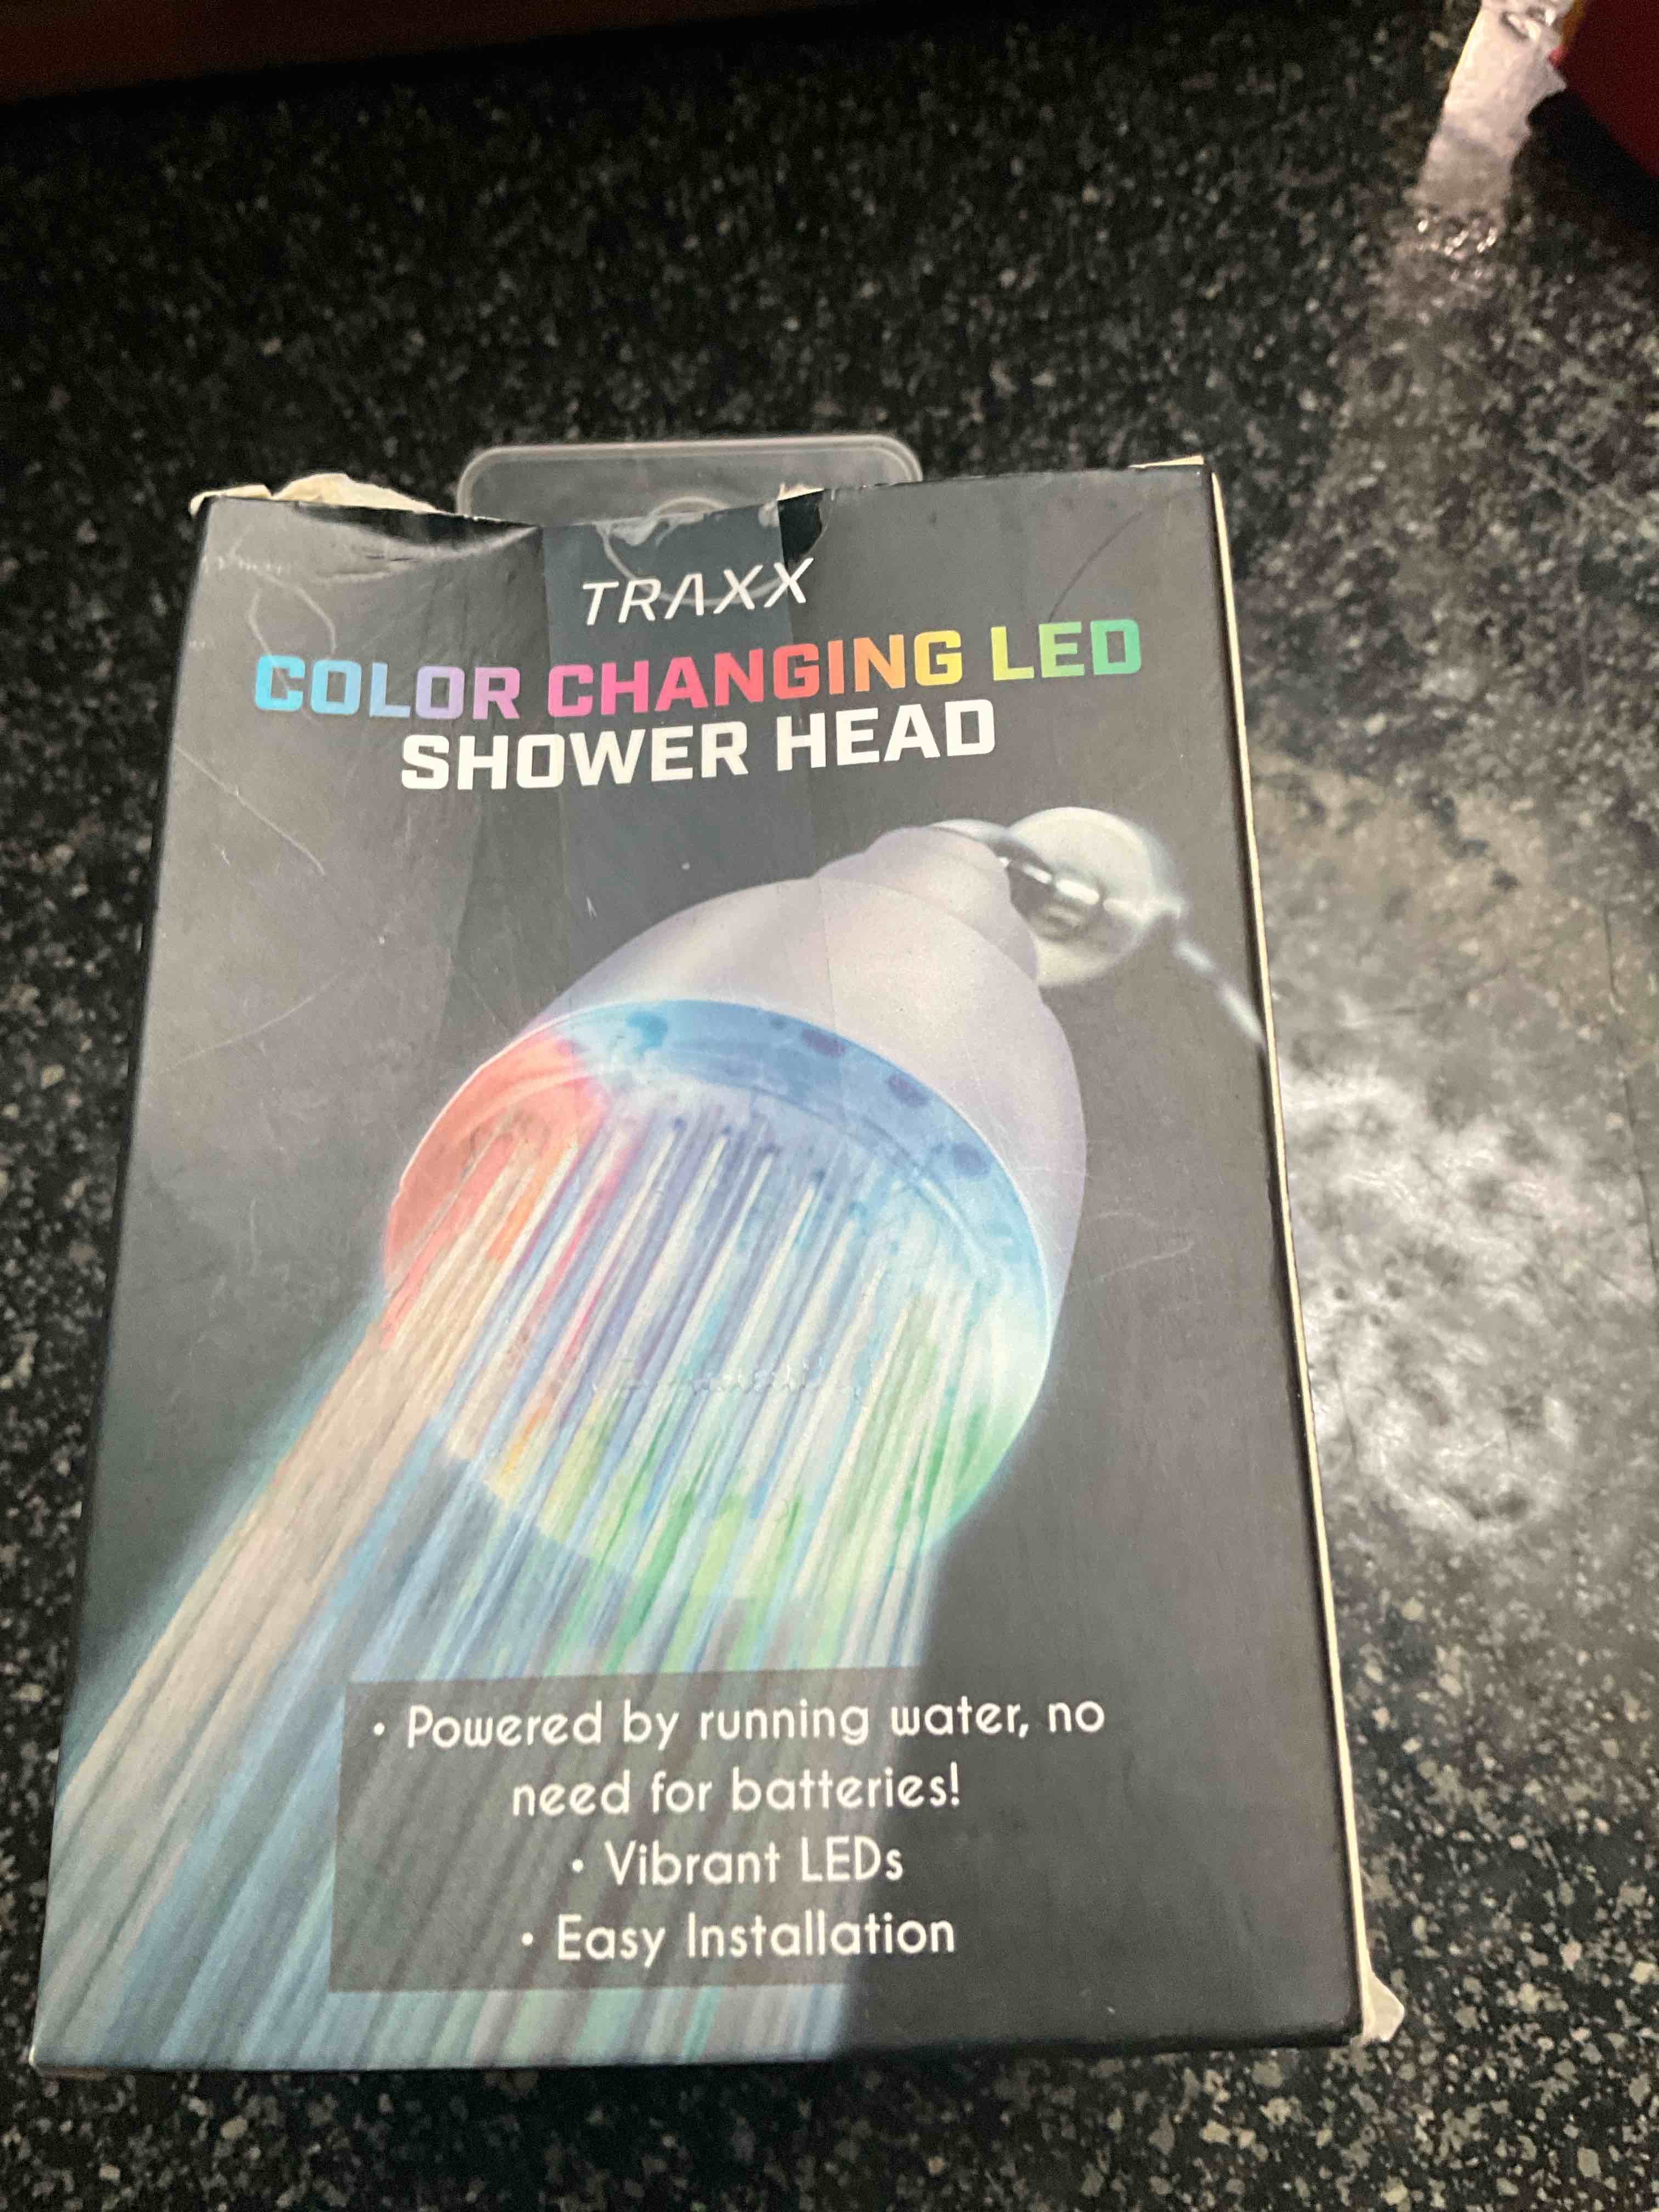 TRAXX
COLOR CHANGING LED
SHOWER HEAD
• Powered by running water, no
need for batteries!
• Vibrant LEDs
• Easy Installation